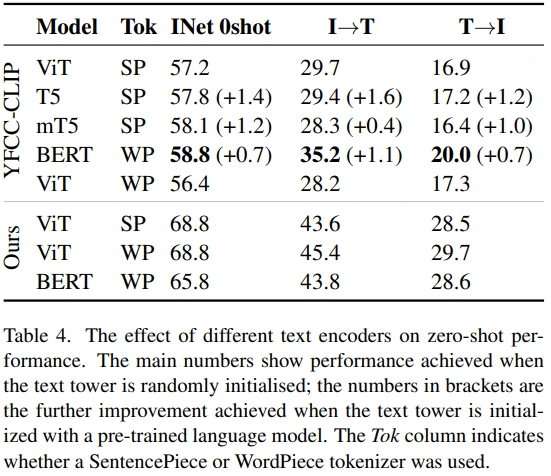 Model Tok INet 0shot I→T T→I
YFCC-CLIP
ViT SP 57.2 29.7 16.9
T5 SP 57.8 (+1.4) 29.4 (+1.6) 17.2 (+1.2)
mT5 SP 58.1 (+1.2) 28.3 (+0.4) 16.4 (+1.0)
BERT WP 58.8 (+0.7) 35.2 (+1.1) 20.0 (+0.7)
ViT WP 56.4 28.2 17.3
Ours
ViT SP 68.8 43.6 28.5
ViT WP 68.8 45.4 29.7
BERT WP 65.8 43.8 28.6
Table 4. The effect of different text encoders on zero-shot per-
formance. The main numbers show performance achieved when
the text tower is randomly initialised; the numbers in brackets are
the further improvement achieved when the text tower is initial-
ized with a pre-trained language model. The Tok column indicates
whether a SentencePiece or WordPiece tokenizer was used.